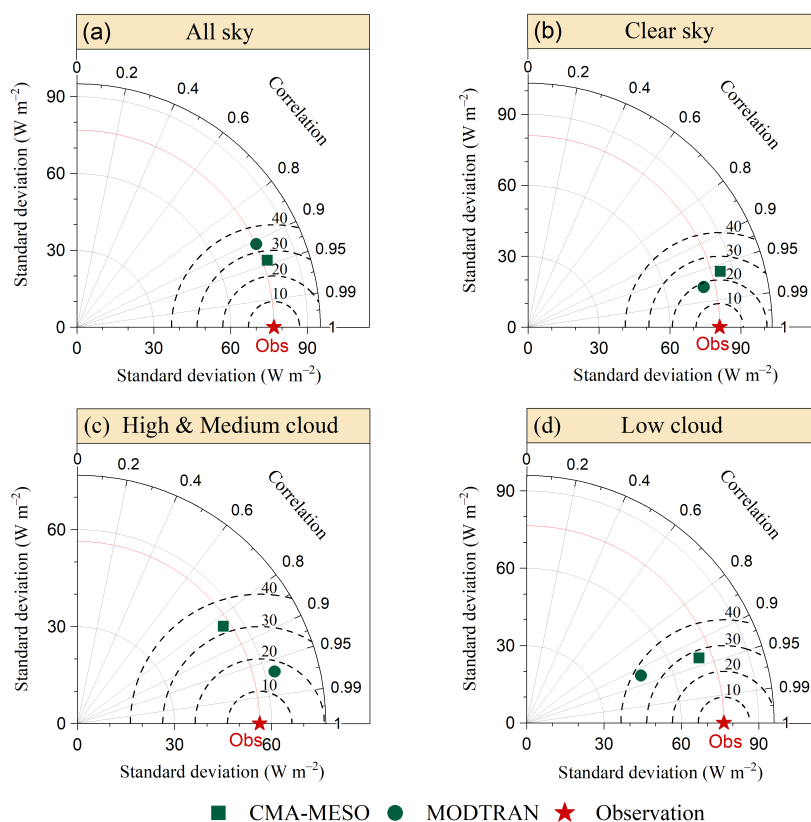 (a) All sky
Standard deviation (W m⁻²)
90
60
30
0
0
0.2
0.4
0.6
0.8
0.9
0.95
0.99
1
Correlation
40
30
20
10
Obs
0 30 60 90
Standard deviation (W m⁻²)
(b) Clear sky
Standard deviation (W m⁻²)
90
60
30
0
0
0.2
0.4
0.6
0.8
0.9
0.95
0.99
1
Correlation
40
30
20
10
Obs
0 30 60 90
Standard deviation (W m⁻²)
(c) High & Medium cloud
Standard deviation (W m⁻²)
60
30
0
0
0.2
0.4
0.6
0.8
0.9
0.95
0.99
1
Correlation
40
30
20
10
Obs
0 30 60
Standard deviation (W m⁻²)
(d) Low cloud
Standard deviation (W m⁻²)
90
60
30
0
0
0.2
0.4
0.6
0.8
0.9
0.95
0.99
1
Correlation
40
30
20
10
Obs
0 30 60 90
Standard deviation (W m⁻²)
CMA-MESO MODTRAN Observation